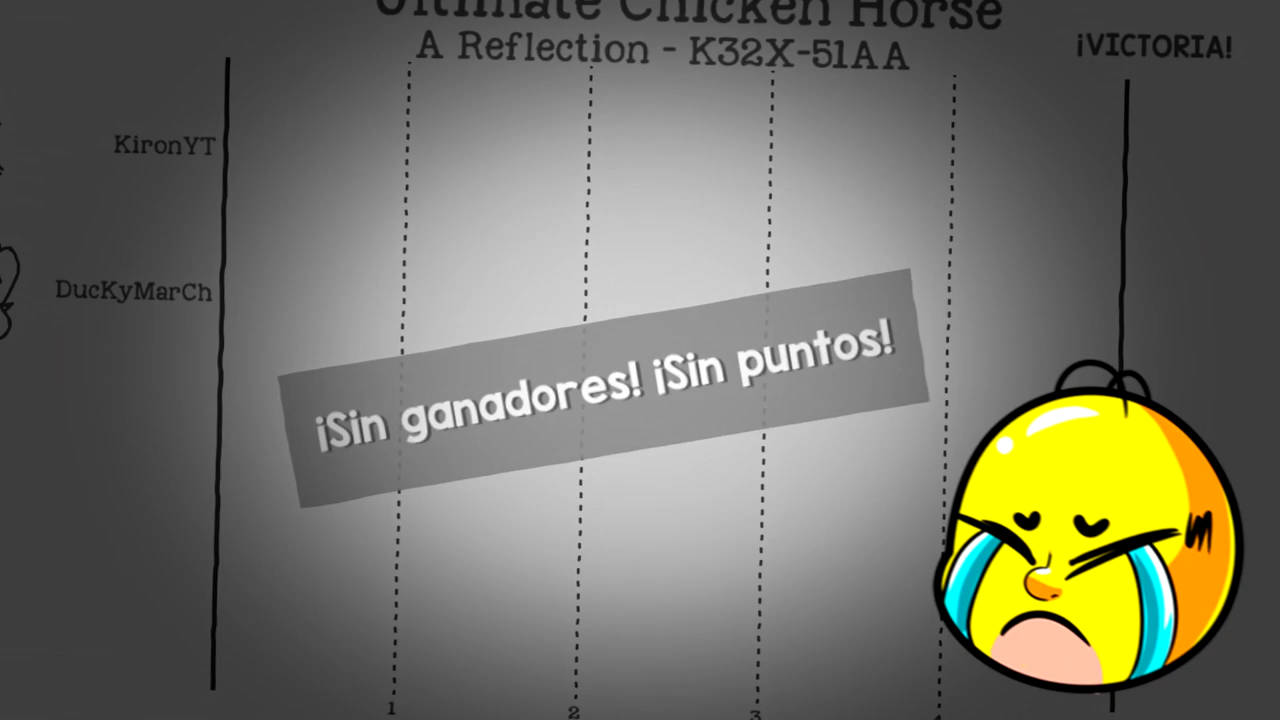 Ultimate Chicken Horse
A Reflection - K32X-51AA
¡VICTORIA!
KironYT
DucKyMarCh
¡Sin ganadores! ¡Sin puntos!
1
2
3